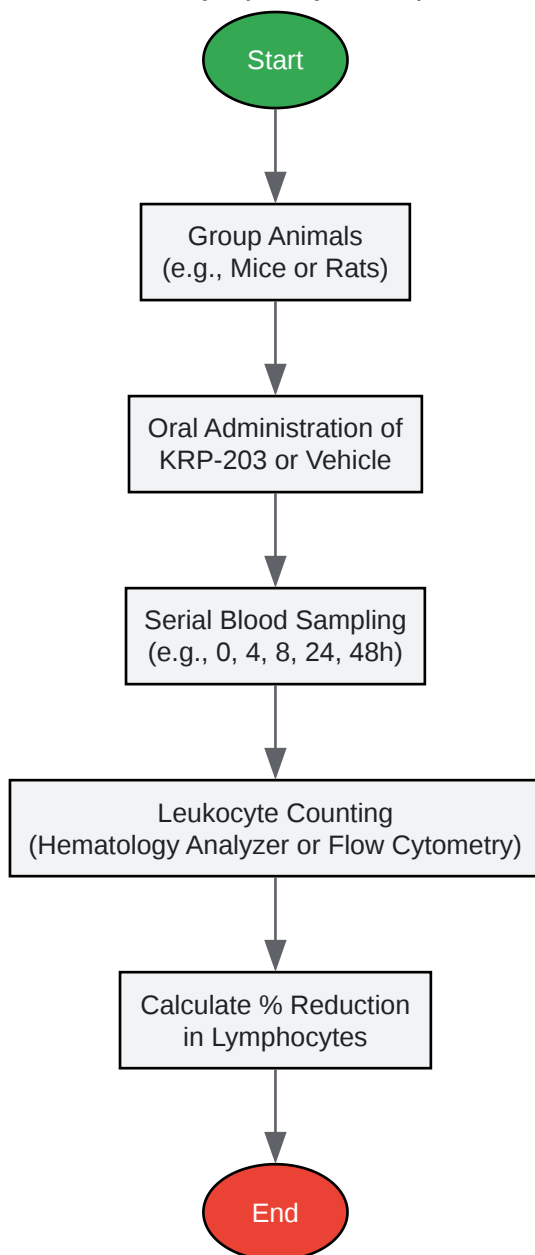 Start
Group Animals
(e.g., Mice or Rats)
Oral Administration of
KRP-203 or Vehicle
Serial Blood Sampling
(e.g., 0, 4, 8, 24, 48h)
Leukocyte Counting
(Hematology Analyzer or Flow Cytometry)
Calculate % Reduction
in Lymphocytes
End